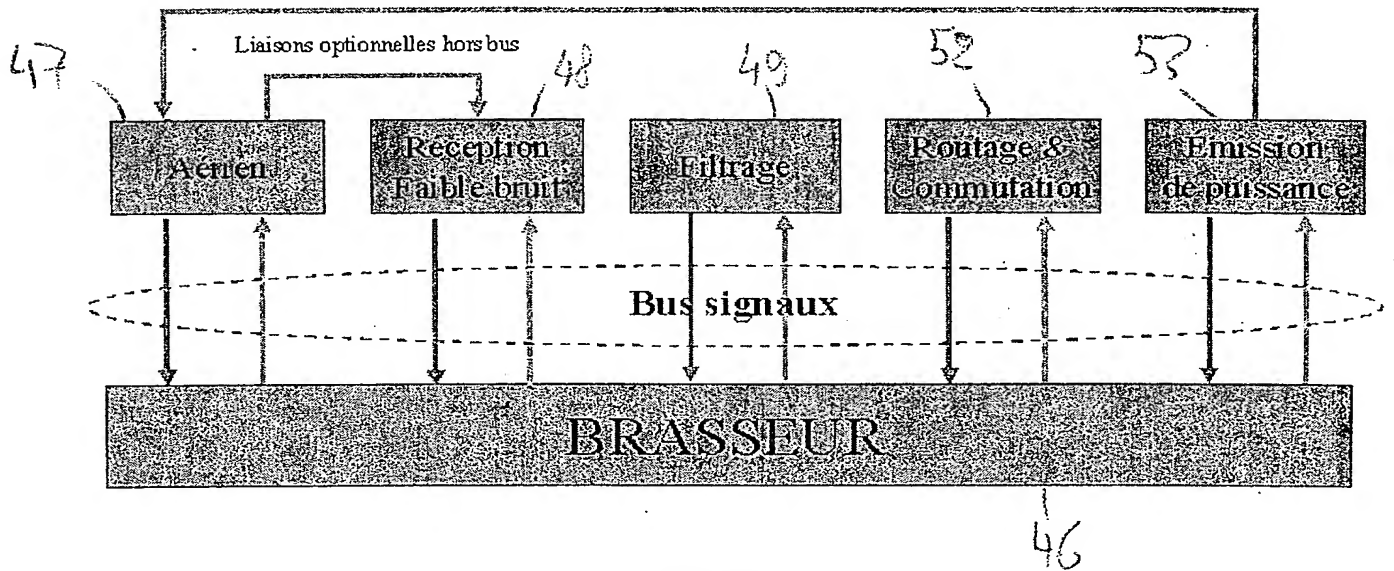 Liaisons optionnelles hors bus
47
48
49
52
53
Aérien
Réception
Faible bruit
Filtrage
Routage &
Commutation
Emission
de puissance
Bus signaux
BRASSEUR
46